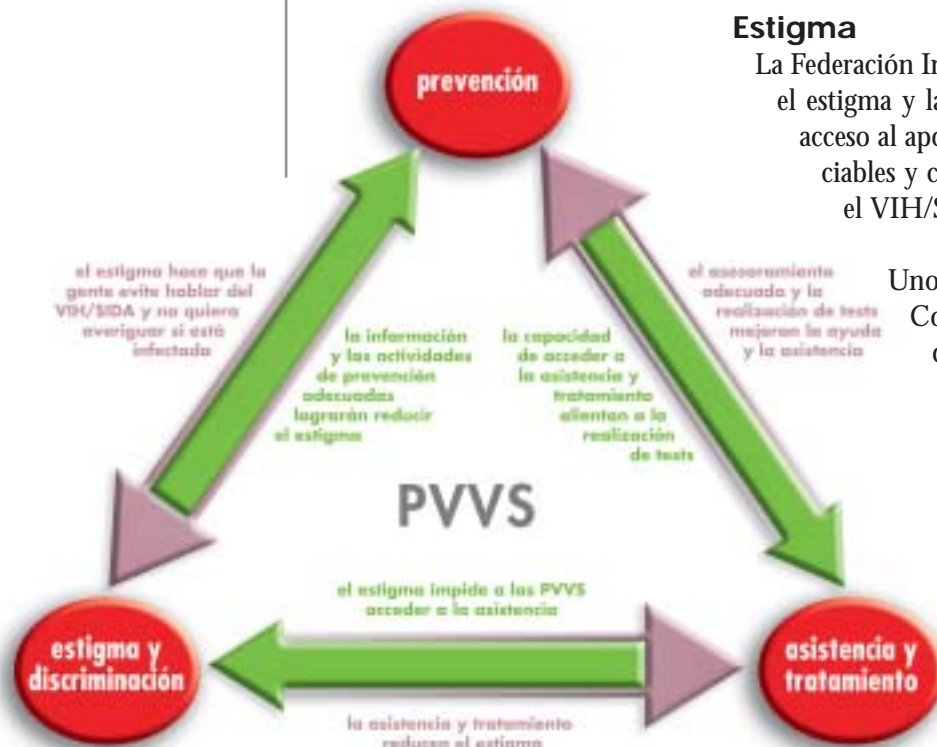 prevención
Estigma
La Federación In
el estigma y la
acceso al apo
ciables y c
el VIH/S
Uno
Co
el estigma hace que la
gente evite hablar del
VIH/SIDA y no quiera
averiguar si está
infectada
la información
y las actividades
de prevención
adecuadas
lograrán reducir
el estigma
la capacidad
de acceder a
la asistencia y
tratamiento
alientan a la
realización
de tests
el asesoramiento
adecuada y la
realización de tests
mejoran la ayuda
y la asistencia
PVVS
el estigma impide a las PVVS
acceder a la asistencia
estigma y
discriminación
asistencia y
tratamiento
la asistencia y tratamiento
reducen el estigma